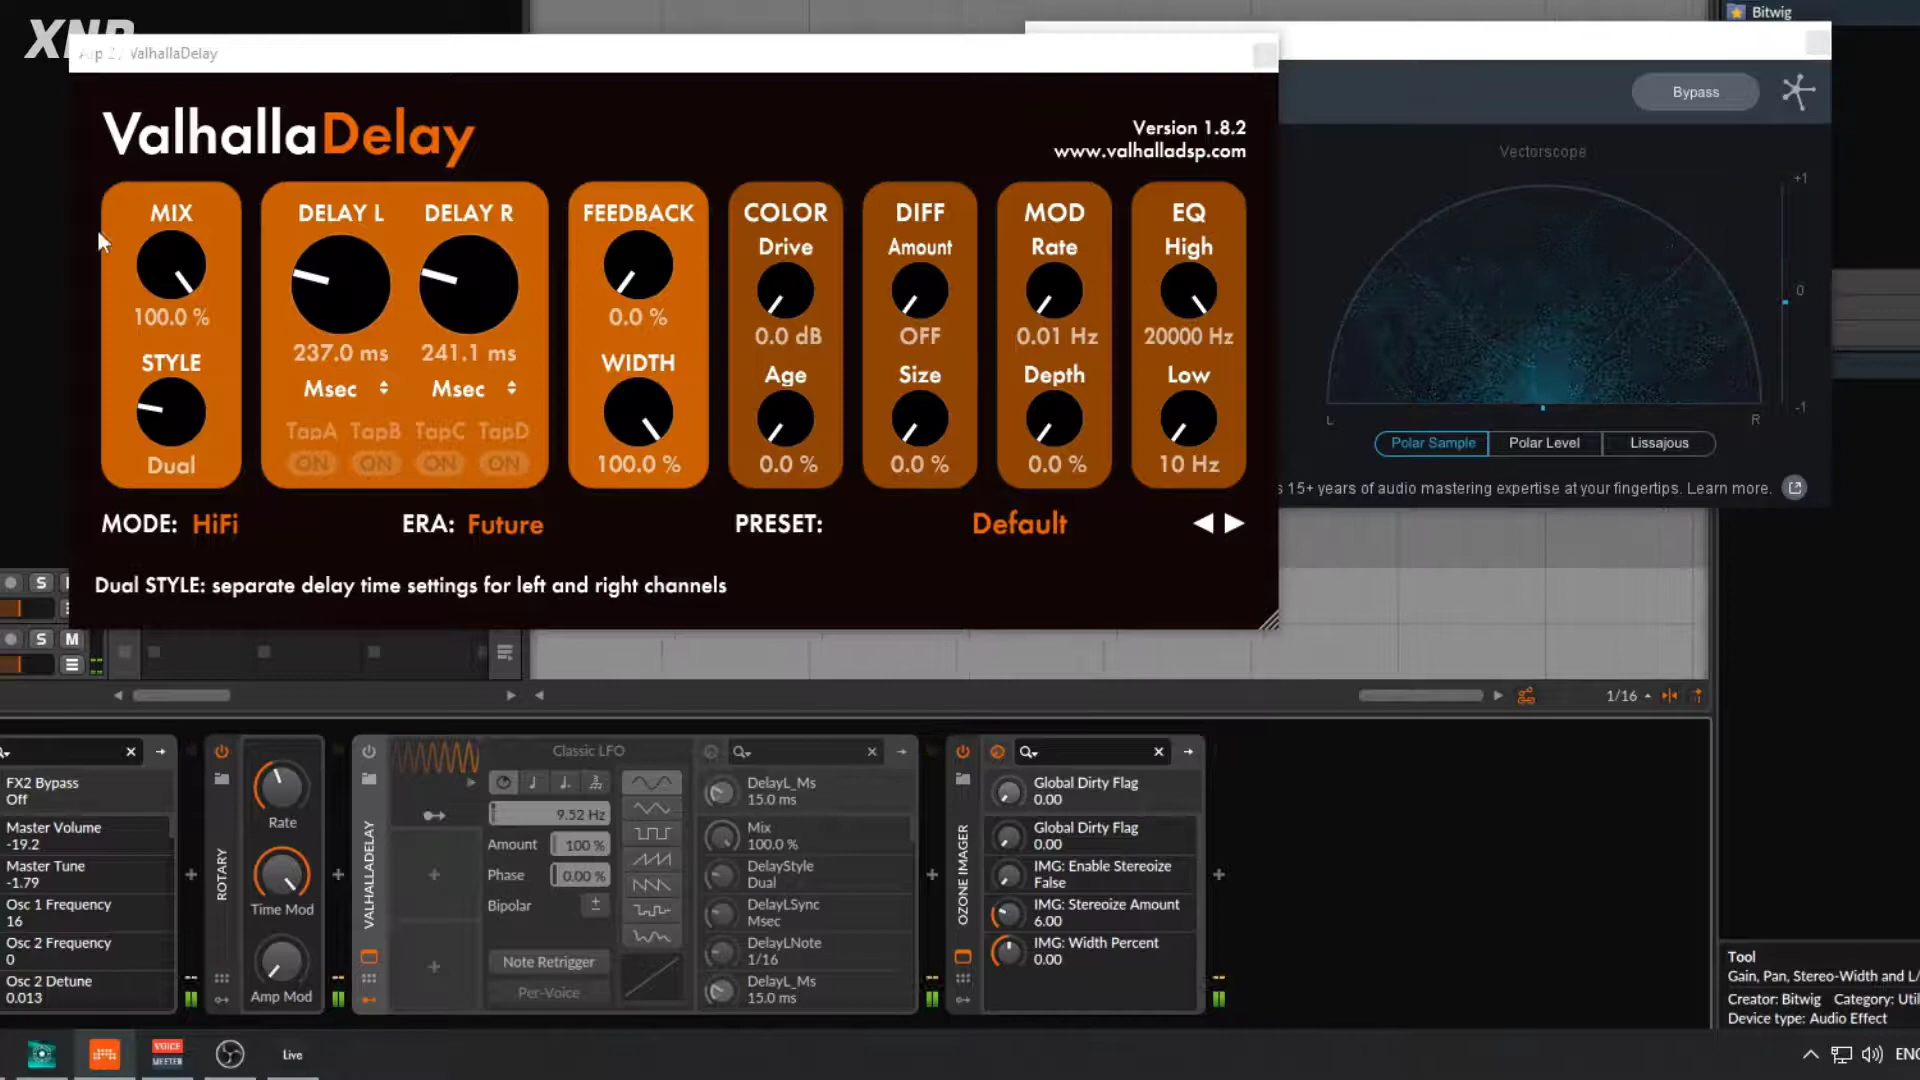 XNB
Arp 2 / ValhallaDelay
Bitwig
Bypass
ValhallaDelay
Version 1.8.2
www.valhalladsp.com
MIX
100.0 %
STYLE
Dual
DELAY L DELAY R
237.0 ms 241.1 ms
Msec Msec
TapA TapB TapC TapD
ON ON ON ON
FEEDBACK
0.0 %
WIDTH
100.0 %
COLOR
Drive
0.0 dB
Age
0.0 %
DIFF
Amount
OFF
Size
0.0 %
MOD
Rate
0.01 Hz
Depth
0.0 %
EQ
High
20000 Hz
Low
10 Hz
MODE: HiFi ERA: Future PRESET: Default
Dual STYLE: separate delay time settings for left and right channels
Vectorscope
+1
0
-1
L R
Polar Sample Polar Level Lissajous
15+ years of audio mastering expertise at your fingertips. Learn more.
S
S M
1/16
FX2 Bypass
Off
Master Volume
-19.2
Master Tune
-1.79
Osc 1 Frequency
16
Osc 2 Frequency
0
Osc 2 Detune
0.013
ROTARY
Rate
Time Mod
Amp Mod
VALHALLADELAY
Classic LFO
9.52 Hz
Amount 100 %
Phase 0.00 %
Bipolar ±
Note Retrigger
Per-Voice
DelayL_Ms
15.0 ms
Mix
100.0 %
DelayStyle
Dual
DelayLSync
Msec
DelayLNote
1/16
DelayL_Ms
15.0 ms
OZONE IMAGER
Global Dirty Flag
0.00
Global Dirty Flag
0.00
IMG: Enable Stereoize
False
IMG: Stereoize Amount
6.00
IMG: Width Percent
0.00
Tool
Gain, Pan, Stereo-Width and L/
Creator: Bitwig Category: Util
Device type: Audio Effect
VOICE
MEETER
Live
ENG